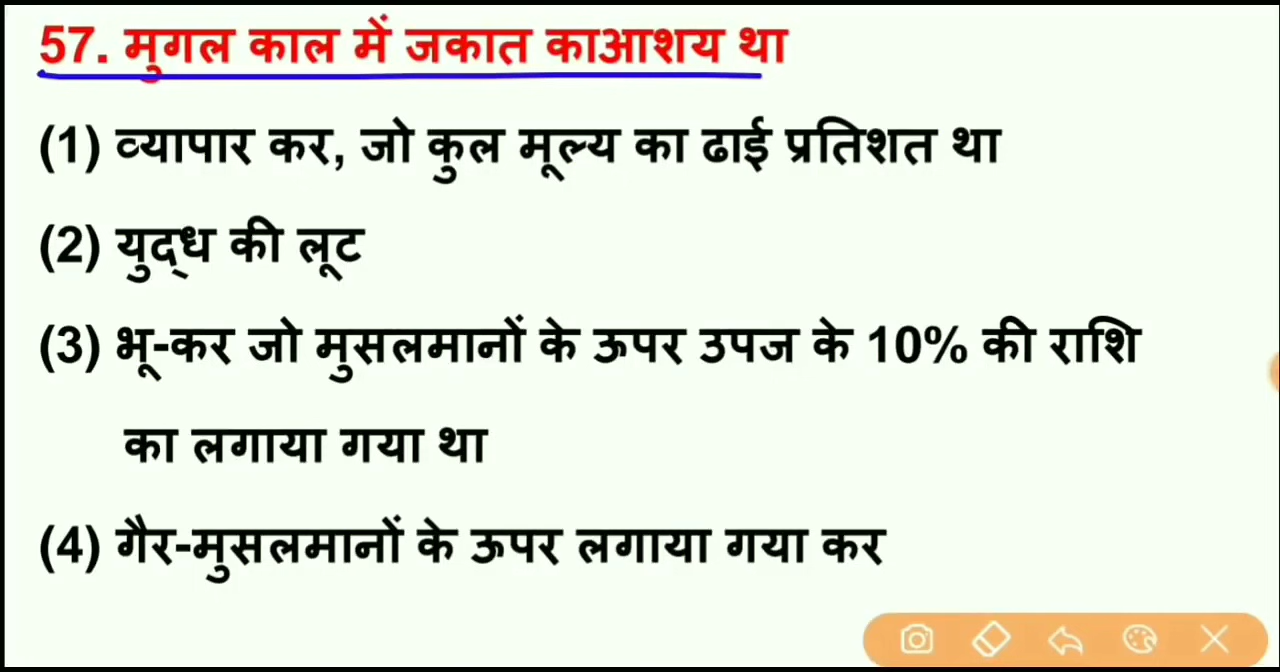 57. मुगल काल में जकात काआशय था
(1) व्यापार कर, जो कुल मूल्य का ढाई प्रतिशत था
(2) युद्ध की लूट
(3) भू-कर जो मुसलमानों के ऊपर उपज के 10% की राशि
का लगाया गया था
(4) गैर-मुसलमानों के ऊपर लगाया गया कर